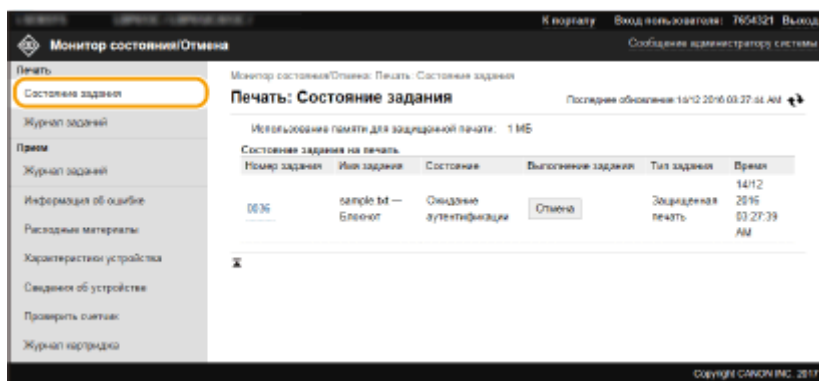 К порталу Вход пользователя: 7654321 Выход
Монитор состояния/Отмена
Сообщение администратору системы
Печать
Состояние задания
Журнал заданий
Прием
Журнал заданий
Информация об ошибке
Расходные материалы
Характеристики устройства
Сведения об устройстве
Проверить счетчик
Журнал картриджа
Монитор состояния/Отмена: Печать: Состояние задания
Печать: Состояние задания
Последнее обновление: 14/12 2016 03:27:44 AM
Использование памяти для защищенной печати: 1 МБ
Состояние задания на печать
Номер задания Имя задания Состояние Выполнение задания Тип задания Время
0036 sample.txt — Блокнот Ожидание аутентификации Отмена Защищенная печать 14/12 2016 03:27:39 AM
Copyright CANON INC. 2017